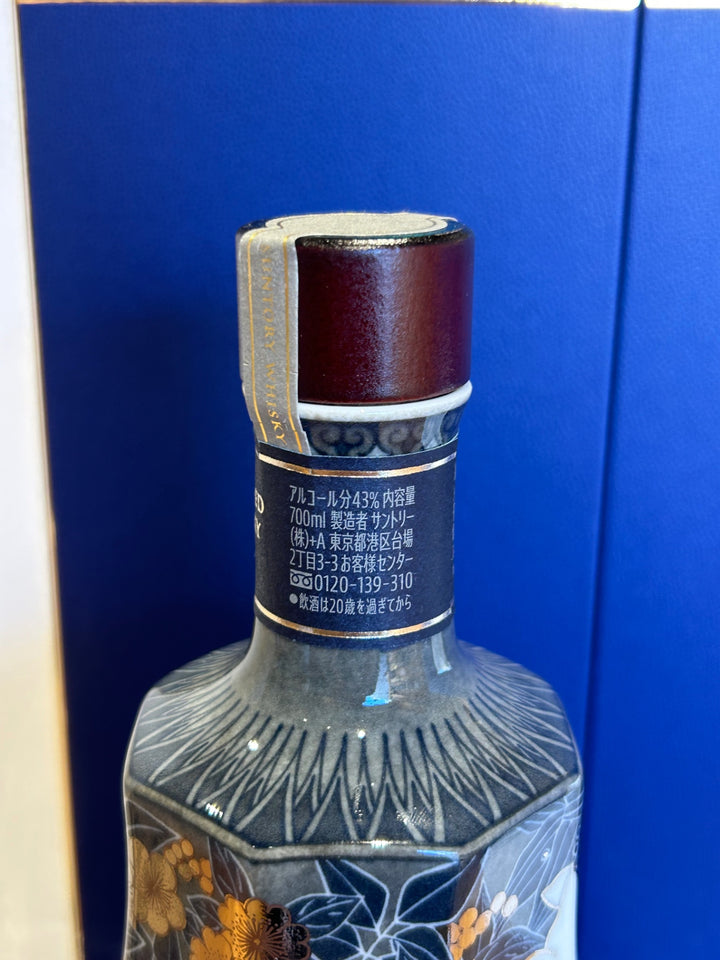 SUNTORY WHISKY
アルコール分43% 内容量
700ml 製造者 サントリー
(株)+A 東京都港区台場
2丁目3-3 お客様センター
0120-139-310
●飲酒は20歳を過ぎてから